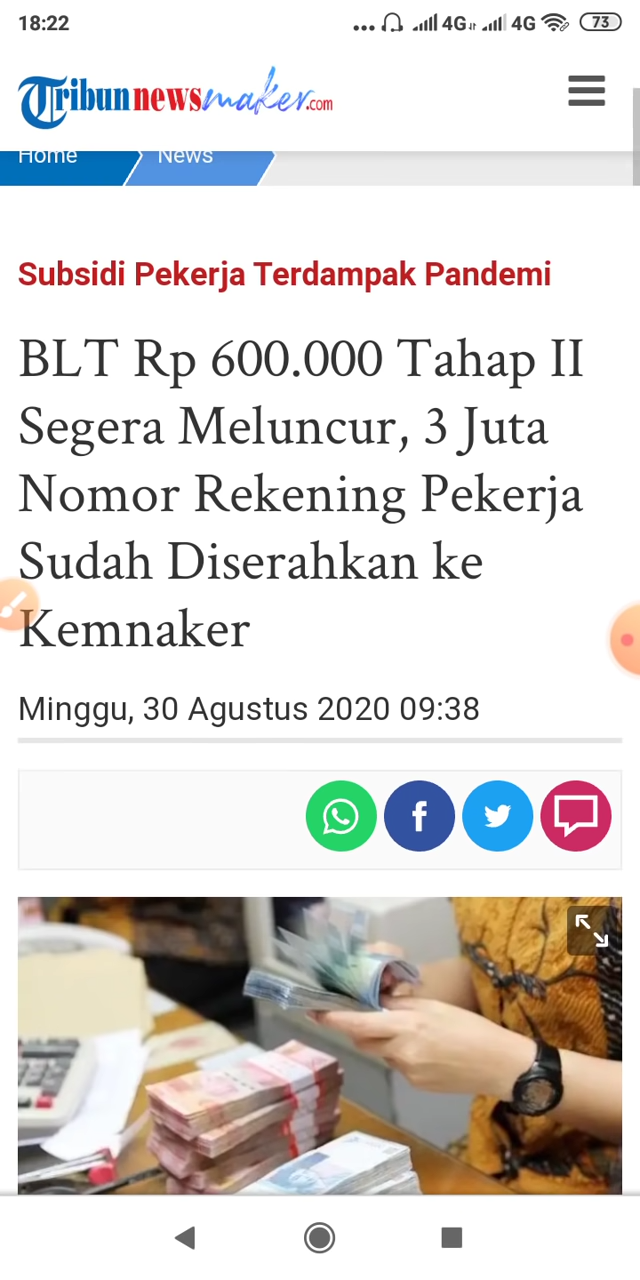 18:22 ... 4G 4G 73
Tribunnewsmaker.com
Home News
Subsidi Pekerja Terdampak Pandemi
BLT Rp 600.000 Tahap II
Segera Meluncur, 3 Juta
Nomor Rekening Pekerja
Sudah Diserahkan ke
Kemnaker
Minggu, 30 Agustus 2020 09:38